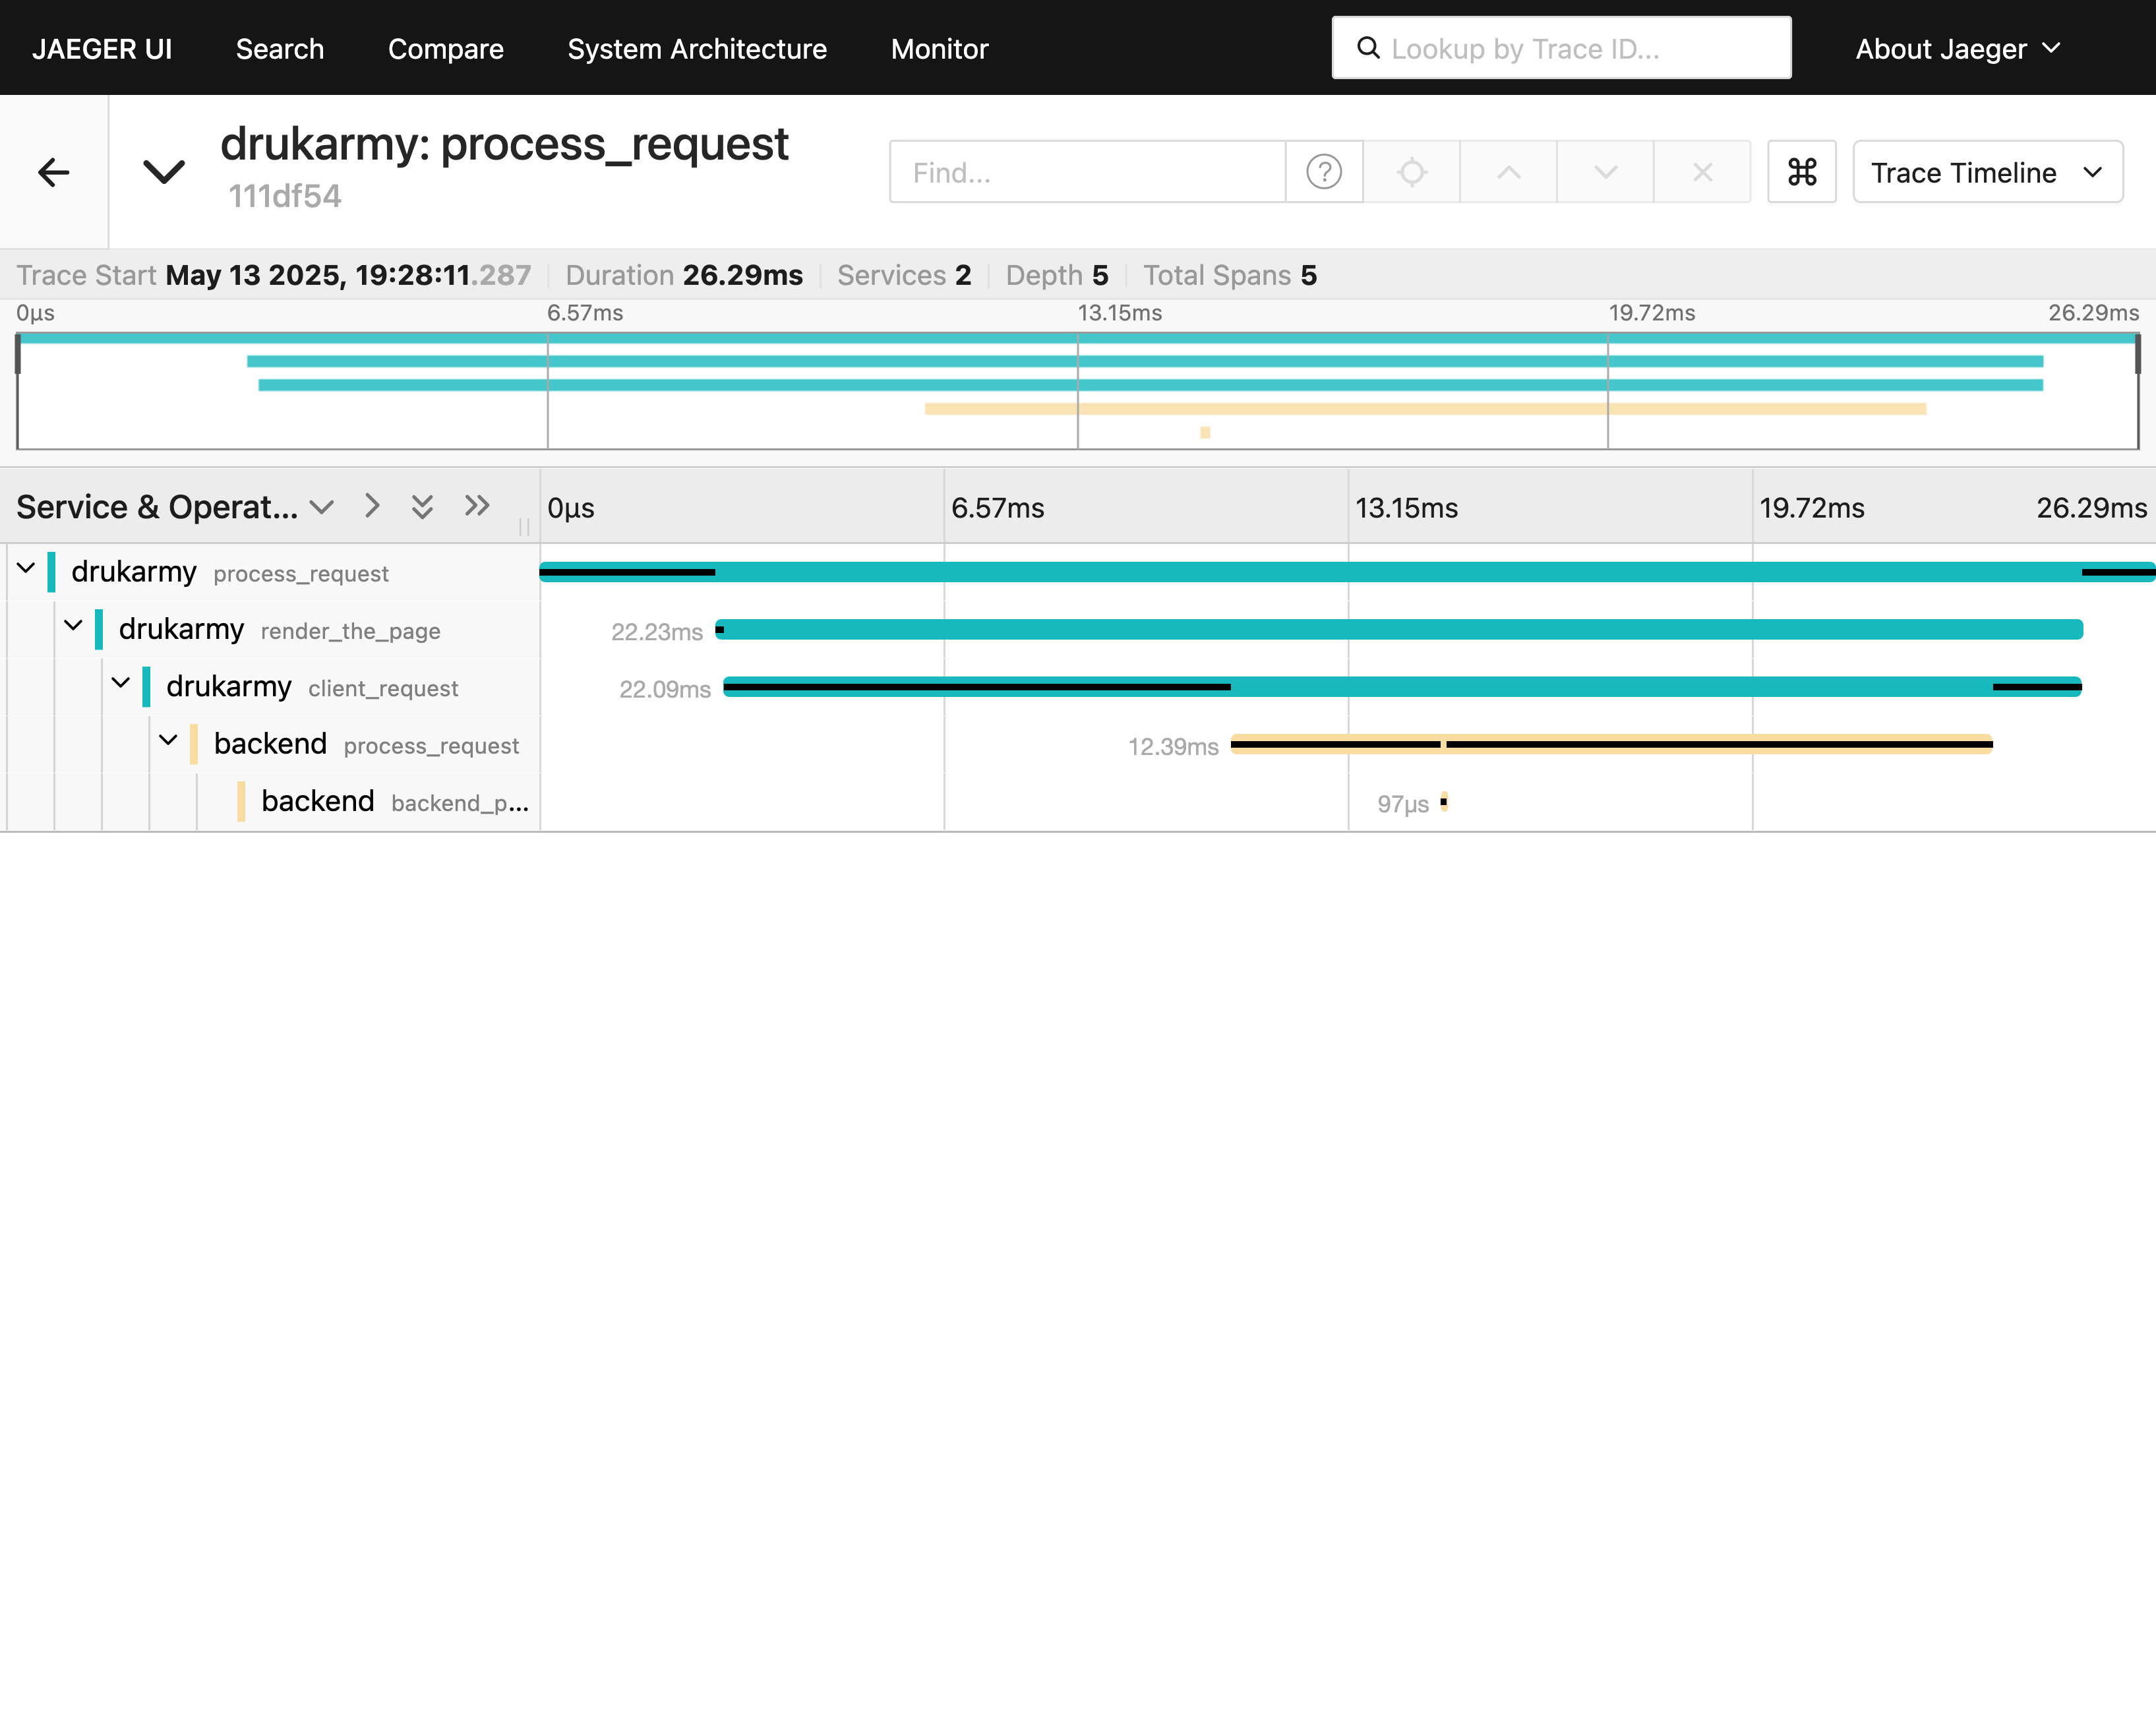 JAEGER UI Search Compare System Architecture Monitor Lookup by Trace ID... About Jaeger
drukarmy: process_request
111df54
Find...
?
⌘
Trace Timeline
Trace Start May 13 2025, 19:28:11.287 Duration 26.29ms Services 2 Depth 5 Total Spans 5
0μs 6.57ms 13.15ms 19.72ms 26.29ms
Service & Operat... 0μs 6.57ms 13.15ms 19.72ms 26.29ms
drukarmy process_request
drukarmy render_the_page 22.23ms
drukarmy client_request 22.09ms
backend process_request 12.39ms
backend backend_p... 97μs